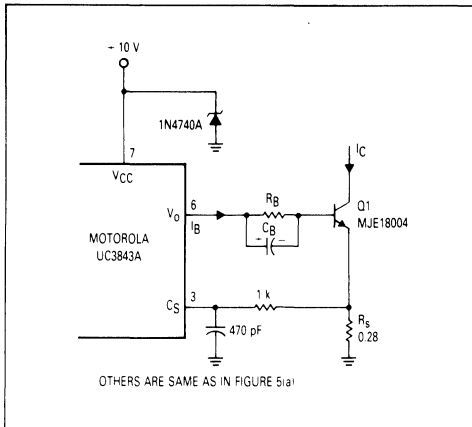 + 10 V
1N4740A
7
VCC
IC
6
VO
IB
RB
CB
+ −
Q1
MJE18004
MOTOROLA
UC3843A
CS
3
1 k
470 pF
Rs
0.28
OTHERS ARE SAME AS IN FIGURE 5(a)